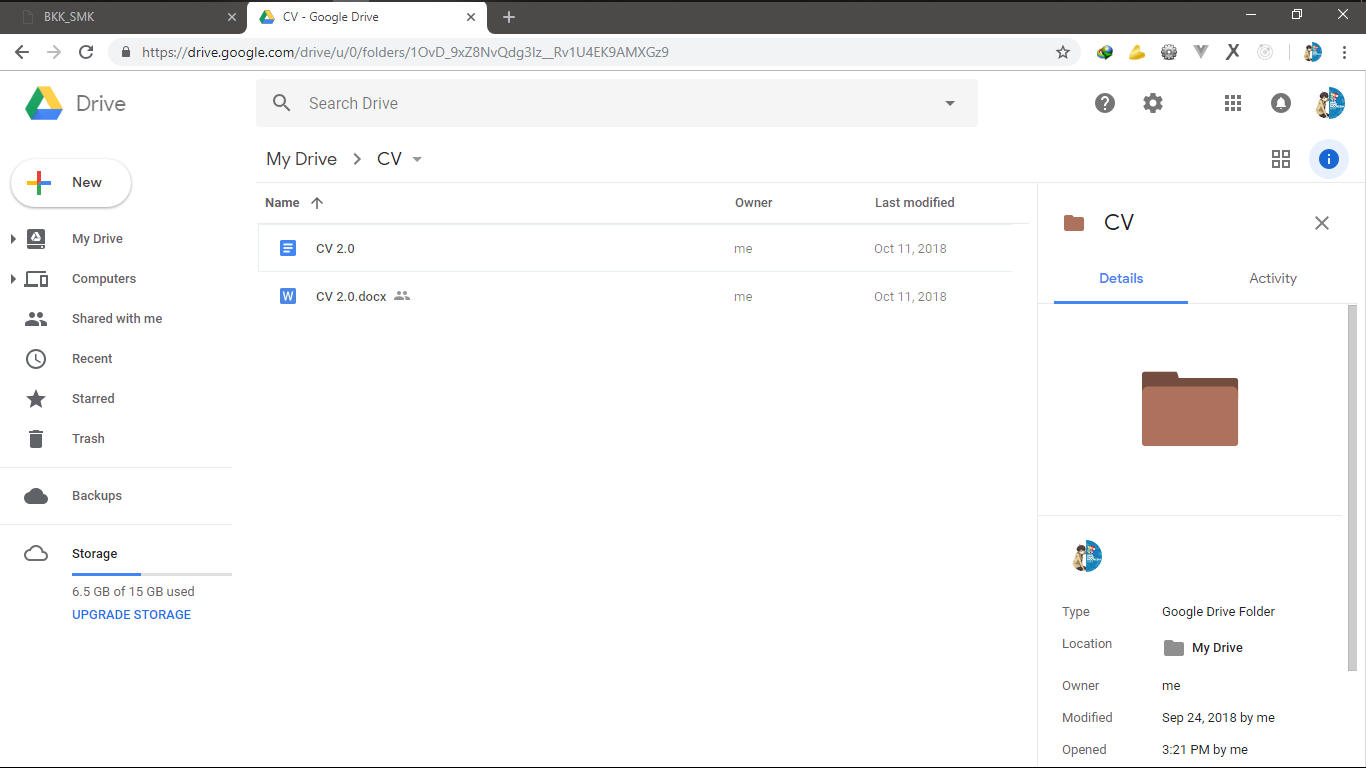 BKK_SMK
CV - Google Drive
https://drive.google.com/drive/u/0/folders/1OvD_9xZ8NvQdg3Iz__Rv1U4EK9AMXGz9
Drive
Search Drive
My Drive > CV
New
Name Owner Last modified
CV 2.0 me Oct 11, 2018
W CV 2.0.docx me Oct 11, 2018
My Drive
Computers
Shared with me
Recent
Starred
Trash
Backups
Storage
6.5 GB of 15 GB used
UPGRADE STORAGE
CV
Details Activity
Type Google Drive Folder
Location My Drive
Owner me
Modified Sep 24, 2018 by me
Opened 3:21 PM by me